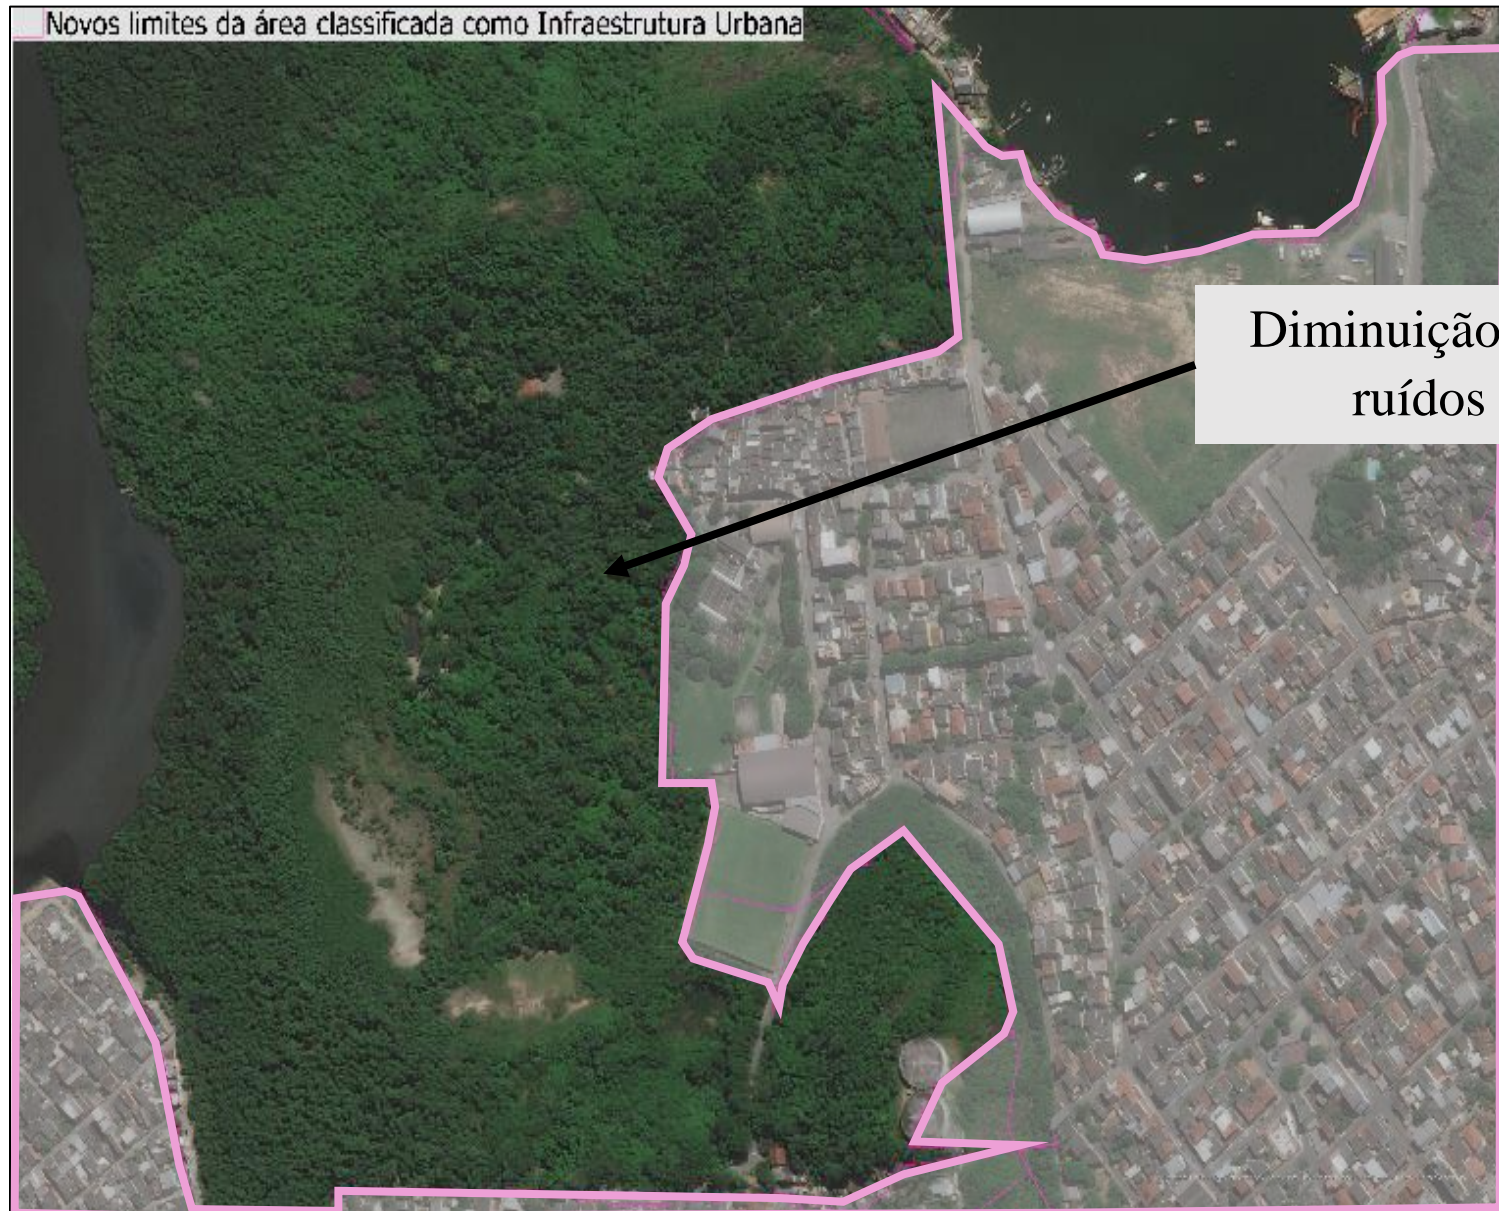 Novos limites da área classificada como Infraestrutura Urbana
Diminuição
ruídos